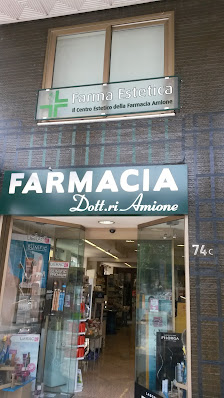 Farma Estetica
il Centro Estetico della Farmacia Amione
FARMACIA
Dott.ri Amione
74c